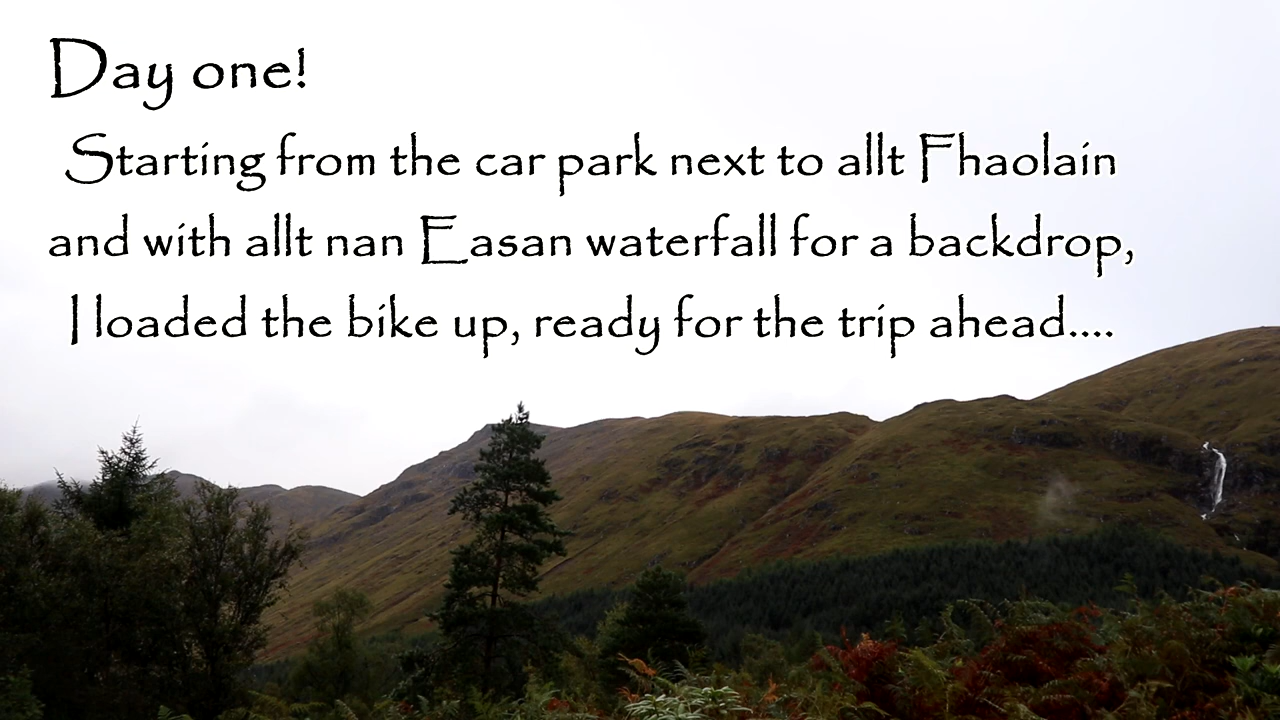 Day one!
Starting from the car park next to allt Fhaolain
and with allt nan Easan waterfall for a backdrop,
I loaded the bike up, ready for the trip ahead....